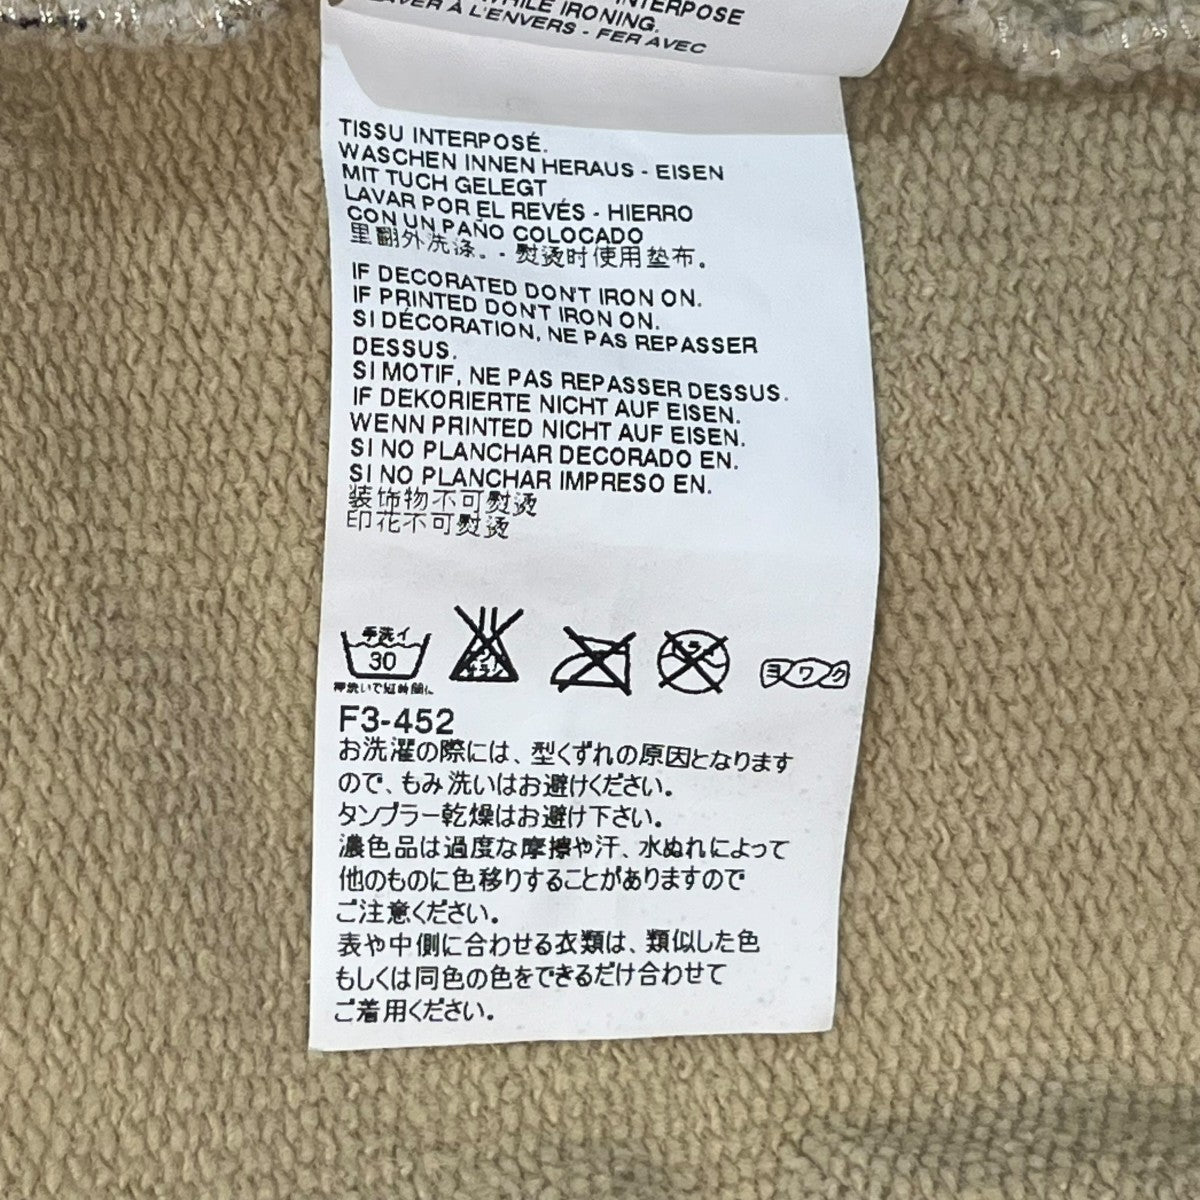 INTERPOSE
WHILE IRONING.
LAVER À L'ENVERS - FER AVEC
TISSU INTERPOSÉ.
WASCHEN INNEN HERAUS - EISEN
MIT TUCH GELEGT
LAVAR POR EL REVÉS - HIERRO
CON UN PAÑO COLOCADO
里翻外洗涤。- 熨烫时使用垫布。
IF DECORATED DON'T IRON ON.
IF PRINTED DON'T IRON ON.
SI DÉCORATION, NE PAS REPASSER
DESSUS.
SI MOTIF, NE PAS REPASSER DESSUS.
IF DEKORIERTE NICHT AUF EISEN.
WENN PRINTED NICHT AUF EISEN.
SI NO PLANCHAR DECORADO EN.
SI NO PLANCHAR IMPRESO EN.
装饰物不可熨烫
印花不可熨烫
手洗イ
30
ヨワク
F3-452
お洗濯の際には、型くずれの原因となります
ので、もみ洗いはお避けください。
タンブラー乾燥はお避け下さい。
濃色品は過度な摩擦や汗、水ぬれによって
他のものに色移りすることがありますので
ご注意ください。
表や中側に合わせる衣類は、類似した色
もしくは同色の色をできるだけ合わせて
ご着用ください。